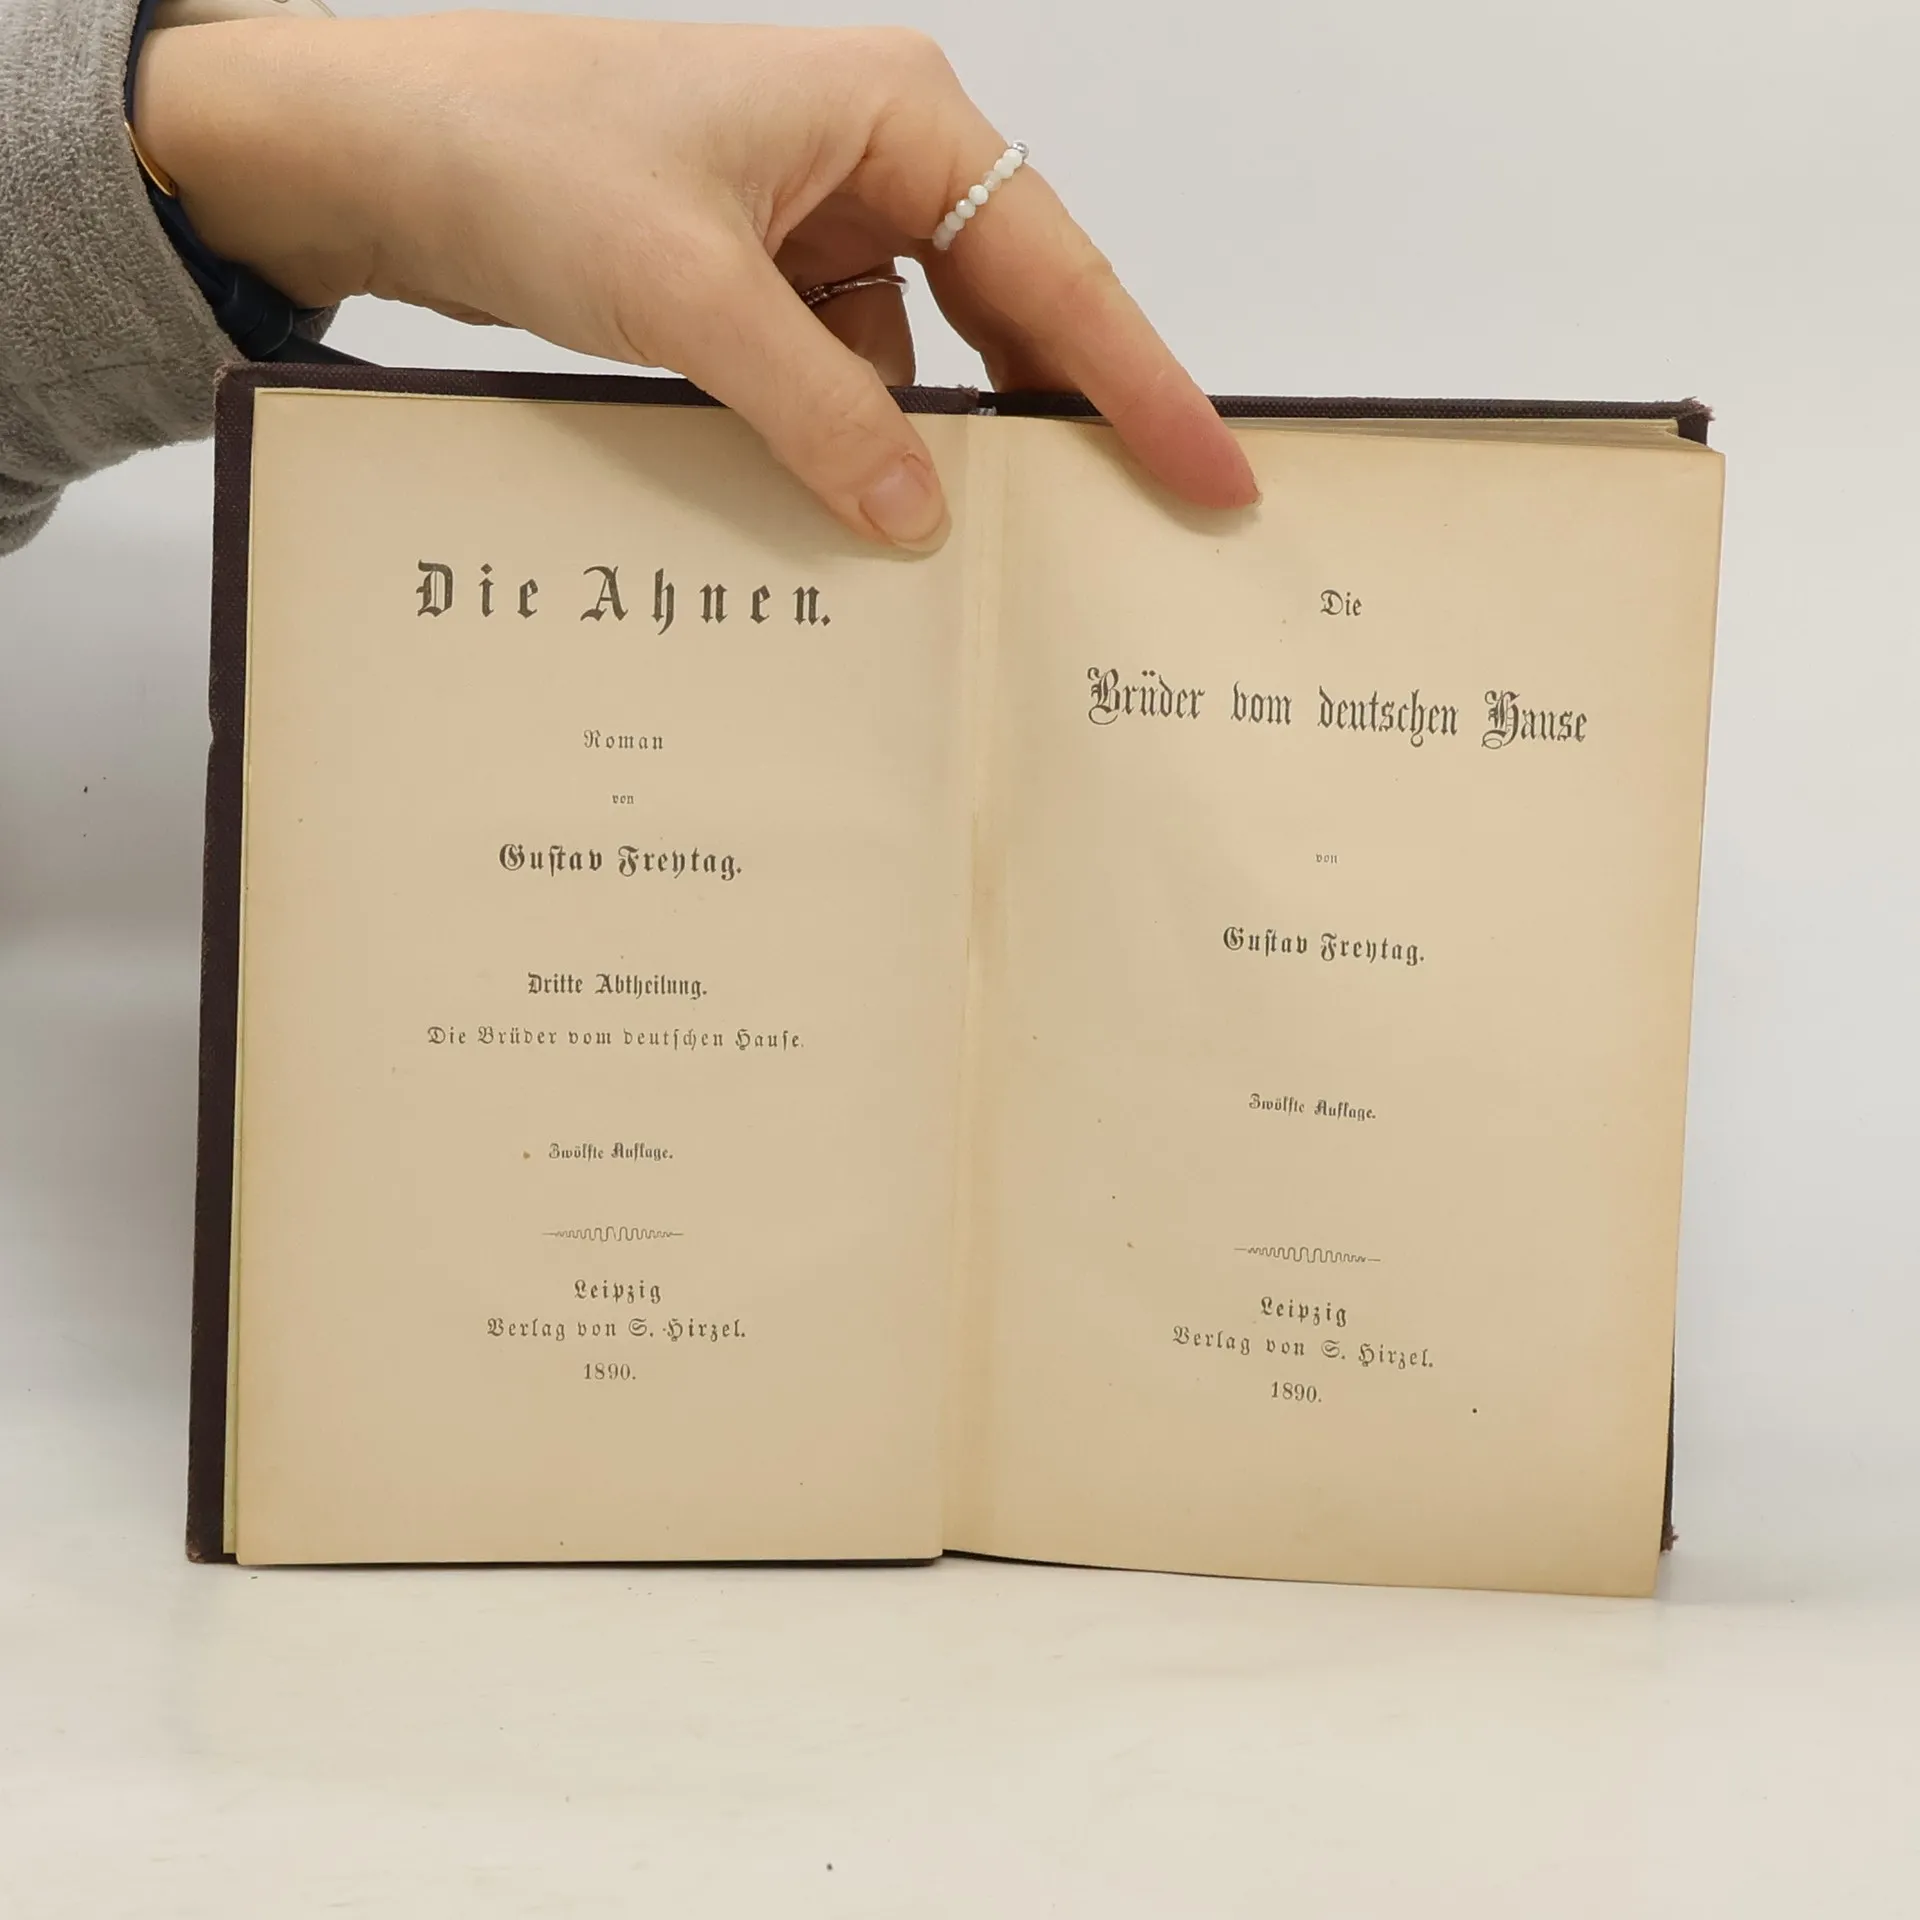 Die Ahnen.
Roman
von
Gustav Freytag.
Dritte Abtheilung.
Die Brüder vom deutschen Hause.
Zwölfte Auflage.
Leipzig
Verlag von S. Hirzel.
1890.
Die
Brüder vom deutschen Hause
von
Gustav Freytag.
Zwölfte Auflage.
Leipzig
Verlag von S. Hirzel.
1890.